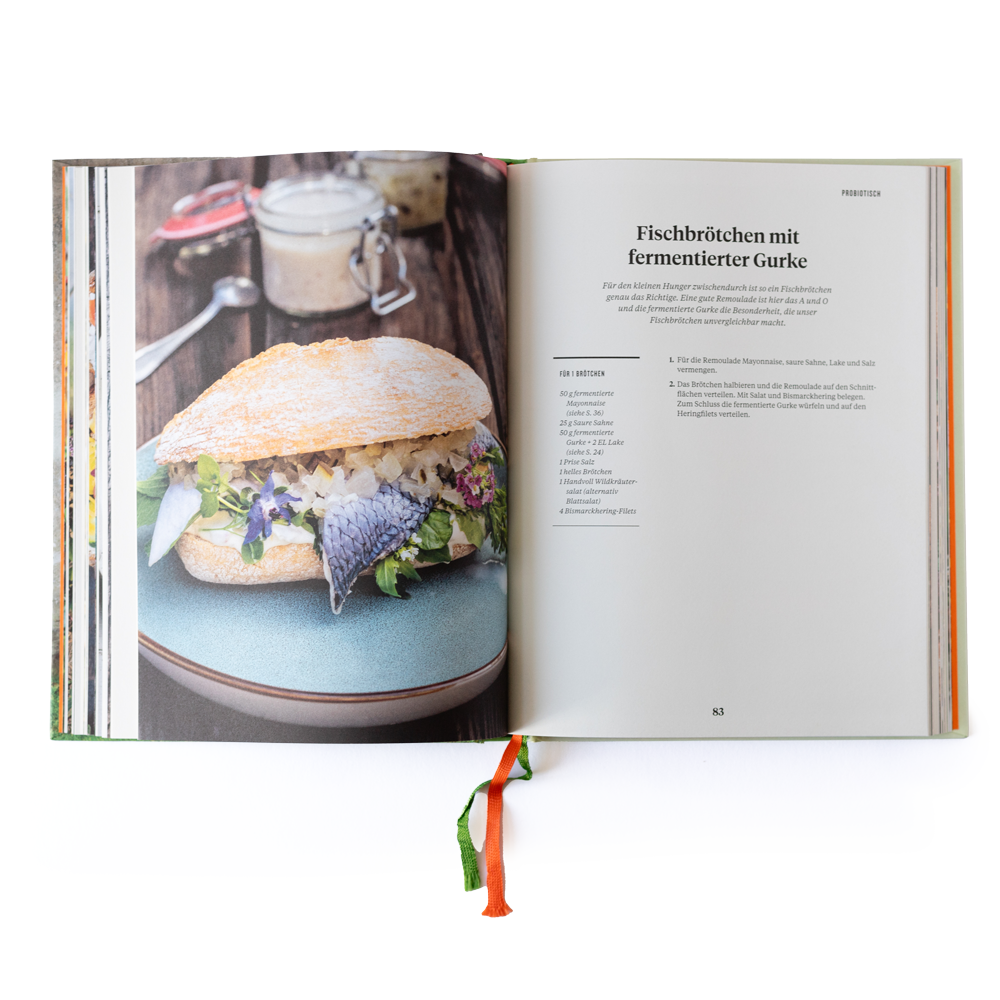 PROBIOTISCH
Fischbrötchen mit
fermentierter Gurke
Für den kleinen Hunger zwischendurch ist so ein Fischbrötchen
genau das Richtige. Eine gute Remoulade ist hier das A und O
und die fermentierte Gurke die Besonderheit, die unser
Fischbrötchen unvergleichbar macht.
FÜR 1 BRÖTCHEN
50 g fermentierte
Mayonnaise
(siehe S. 36)
25 g Saure Sahne
50 g fermentierte
Gurke + 2 EL Lake
(siehe S. 24)
1 Prise Salz
1 helles Brötchen
1 Handvoll Wildkräuter-
salat (alternativ
Blattsalat)
4 Bismarckhering-Filets
1. Für die Remoulade Mayonnaise, saure Sahne, Lake und Salz
vermengen.
2. Das Brötchen halbieren und die Remoulade auf den Schnitt-
flächen verteilen. Mit Salat und Bismarckhering belegen.
Zum Schluss die fermentierte Gurke würfeln und auf den
Heringfilets verteilen.
83